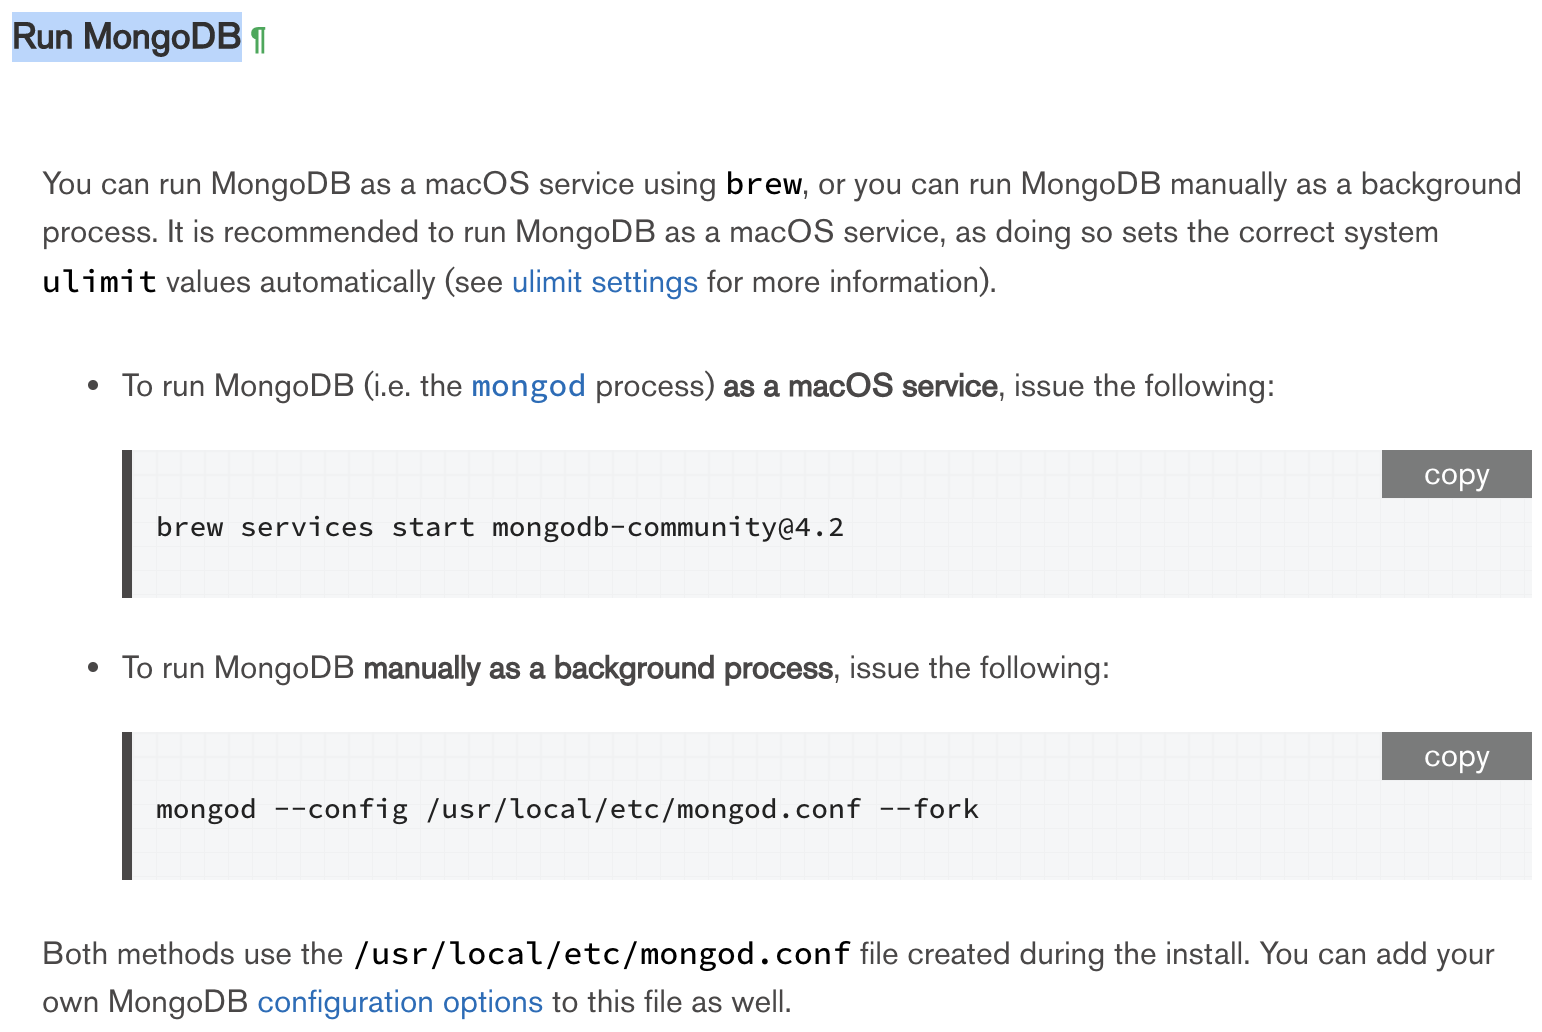 Run MongoDB ¶
You can run MongoDB as a macOS service using brew, or you can run MongoDB manually as a background
process. It is recommended to run MongoDB as a macOS service, as doing so sets the correct system
ulimit values automatically (see ulimit settings for more information).
• To run MongoDB (i.e. the mongod process) as a macOS service, issue the following:
copy
brew services start mongodb-community@4.2
• To run MongoDB manually as a background process, issue the following:
copy
mongod --config /usr/local/etc/mongod.conf --fork
Both methods use the /usr/local/etc/mongod.conf file created during the install. You can add your
own MongoDB configuration options to this file as well.